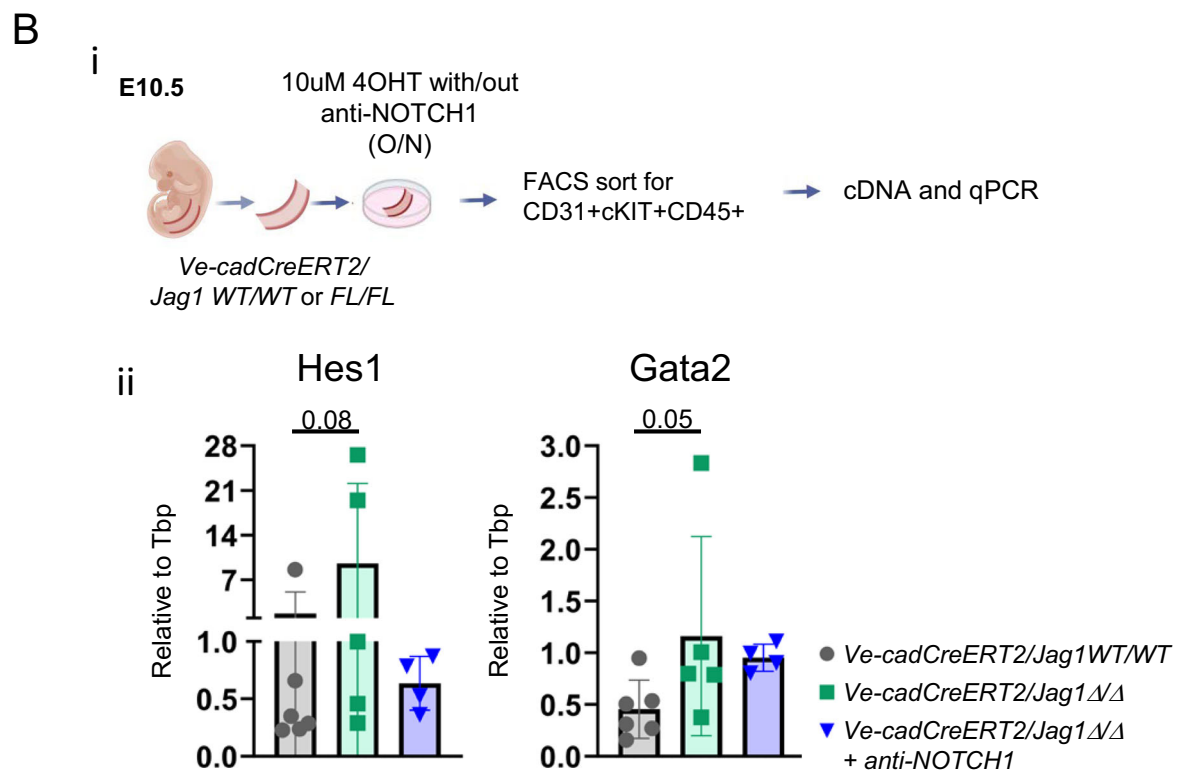 B
i
E10.5
10uM 4OHT with/out
anti-NOTCH1
(O/N)
FACS sort for
CD31+cKIT+CD45+
cDNA and qPCR
Ve-cadCreERT2/
Jag1 WT/WT or FL/FL
ii
Hes1
0.08
Relative to Tbp
28
21
14
7
1.0
0.5
0.0
Gata2
0.05
Relative to Tbp
3.0
2.5
2.0
1.5
1.0
0.5
0.0
Ve-cadCreERT2/Jag1WT/WT
Ve-cadCreERT2/Jag1Δ/Δ
Ve-cadCreERT2/Jag1Δ/Δ
+ anti-NOTCH1